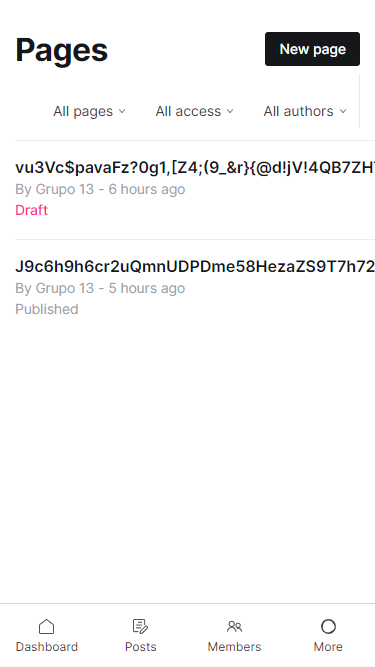 Pages
New page
All pages
All access
All authors
vu3Vc$pavaFz?0g1,[Z4;(9_&r}{@d!jV!4QB7ZH
By Grupo 13 - 6 hours ago
Draft
J9c6h9h6cr2uQmnUDPDme58HezaZS9T7h72
By Grupo 13 - 5 hours ago
Published
Dashboard
Posts
Members
More